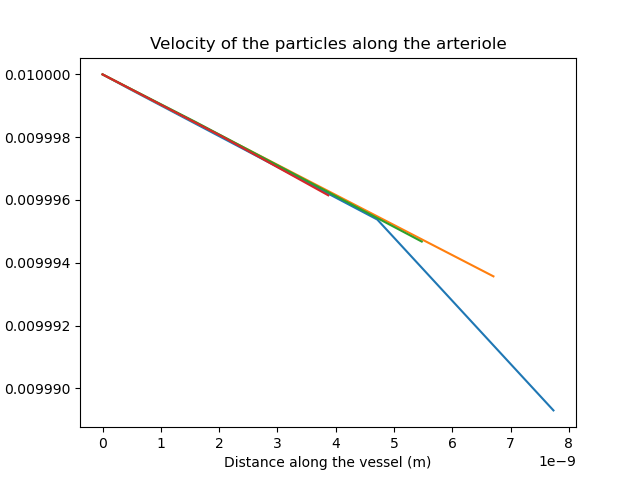 Velocity of the particles along the arteriole
0.010000
0.009998
0.009996
0.009994
0.009992
0.009990
0 1 2 3 4 5 6 7 8
Distance along the vessel (m)
1e−9